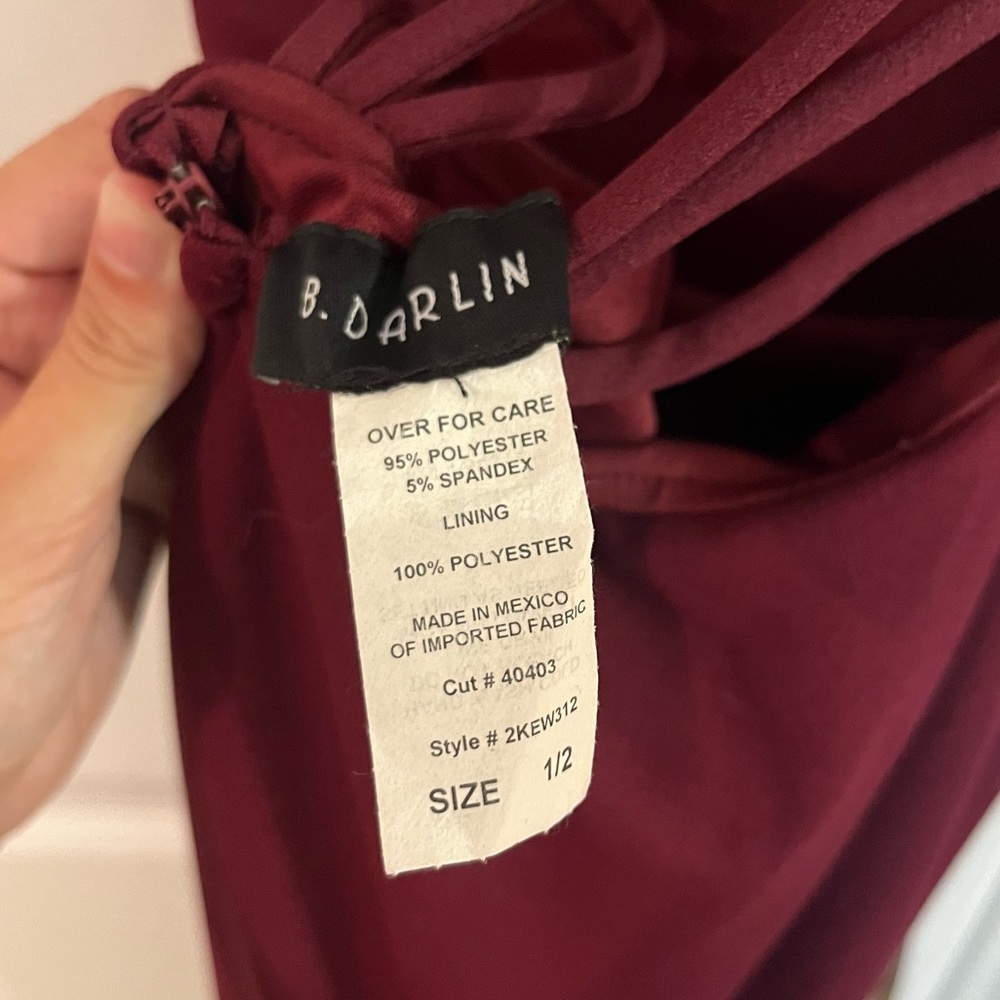 B. DARLIN
OVER FOR CARE
95% POLYESTER
5% SPANDEX
LINING
100% POLYESTER
MADE IN MEXICO
OF IMPORTED FABRIC
Cut # 40403
Style # 2KEW312
SIZE 1/2